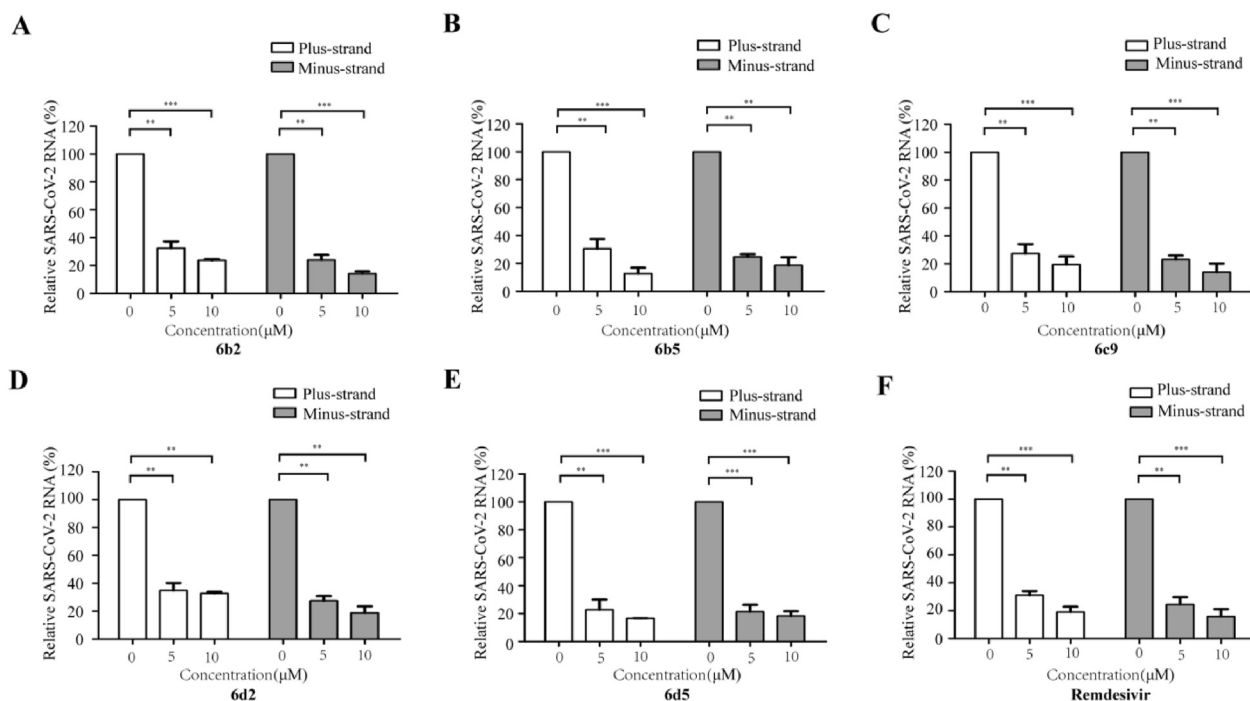 A
Plus-strand
Minus-strand
*** ***
** **
Relative SARS-CoV-2 RNA (%)
120
100
80
60
40
20
0
0 5 10 0 5 10
Concentration(μM)
6b2
B
Plus-strand
Minus-strand
*** **
** **
Relative SARS-CoV-2 RNA (%)
120
100
80
60
40
20
0
0 5 10 0 5 10
Concentration(μM)
6b5
C
Plus-strand
Minus-strand
*** ***
** **
Relative SARS-CoV-2 RNA (%)
120
100
80
60
40
20
0
0 5 10 0 5 10
Concentration(μM)
6c9
D
Plus-strand
Minus-strand
** **
** **
Relative SARS-CoV-2 RNA (%)
120
100
80
60
40
20
0
0 5 10 0 5 10
Concentration(μM)
6d2
E
Plus-strand
Minus-strand
*** ***
** ***
Relative SARS-CoV-2 RNA (%)
120
100
80
60
40
20
0
0 5 10 0 5 10
Concentration(μM)
6d5
F
Plus-strand
Minus-strand
*** ***
** **
Relative SARS-CoV-2 RNA (%)
120
100
80
60
40
20
0
0 5 10 0 5 10
Concentration(μM)
Remdesivir